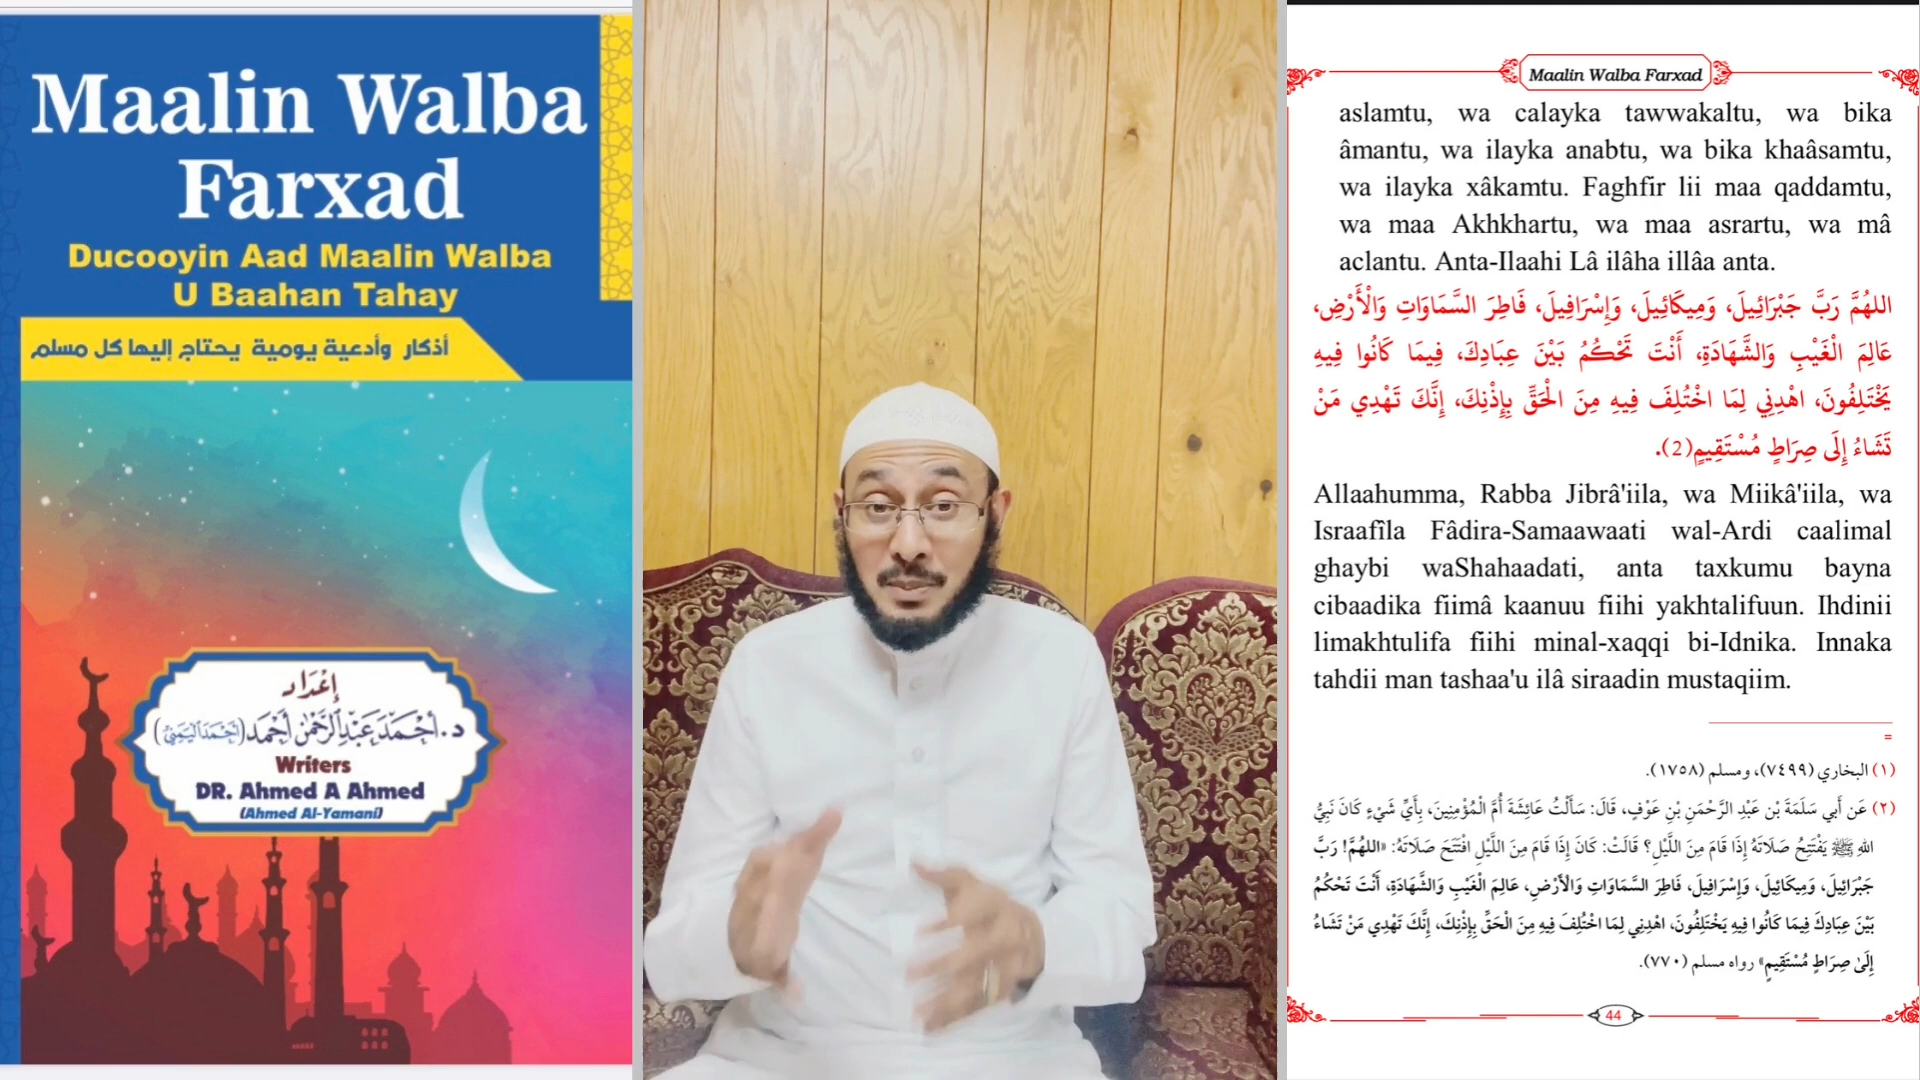 Maalin Walba
Farxad
Ducooyin Aad Maalin Walba
U Baahan Tahay
أذكار وأدعية يومية يحتاج إليها كل مسلم
إعْدَاد
د. أَحْمَد عَبْدالرَّحْمٰن أَحْمَد (أَحْمَد اليَمَنِيّ)
Writers
DR. Ahmed A Ahmed
(Ahmed Al-Yamani)
Maalin Walba Farxad
aslamtu, wa calayka tawwakaltu, wa bika
âmantu, wa ilayka anabtu, wa bika khaâsamtu,
wa ilayka xâkamtu. Faghfir lii maa qaddamtu,
wa maa Akhkhartu, wa maa asrartu, wa mâ
aclantu. Anta-Ilaahi Lâ ilâha illâa anta.
اللهُمَّ رَبَّ جَبْرَائِيلَ، وَمِيكَائِيلَ، وَإِسْرَافِيلَ، فَاطِرَ السَّمَاوَاتِ وَالْأَرْضِ،
عَالِمَ الْغَيْبِ وَالشَّهَادَةِ، أَنْتَ تَحْكُمُ بَيْنَ عِبَادِكَ، فِيمَا كَانُوا فِيهِ
يَخْتَلِفُونَ، اهْدِنِي لِمَا اخْتُلِفَ فِيهِ مِنَ الْحَقِّ بِإِذْنِكَ، إِنَّكَ تَهْدِي مَنْ
تَشَاءُ إِلَى صِرَاطٍ مُسْتَقِيمٍ(2).
Allaahumma, Rabba Jibrâ'iila, wa Miikâ'iila, wa
Israafîla Fâdira-Samaawaati wal-Ardi caalimal
ghaybi waShahaadati, anta taxkumu bayna
cibaadika fiimâ kaanuu fiihi yakhtalifuun. Ihdinii
limakhtulifa fiihi minal-xaqqi bi-Idnika. Innaka
tahdii man tashaa'u ilâ siraadin mustaqiim.
=
(١) البخاري (٧٤٩٩)، ومسلم (١٧٥٨).
(٢) عَن أَبي سَلَمَةَ بْن عَبْدِ الرَّحْمَنِ بْنِ عَوْفٍ، قَالَ: سَأَلْتُ عَائِشَةَ أُمَّ الْمُؤْمِنِينَ، بِأَيِّ شَيْءٍ كَانَ نَبِيُّ
اللهِ ﷺ يَفْتَتِحُ صَلَاتَهُ إِذَا قَامَ مِنَ اللَّيْلِ؟ قَالَتْ: كَانَ إِذَا قَامَ مِنَ اللَّيْلِ افْتَتَحَ صَلَاتَهُ: «اللهُمَّ! رَبَّ
جَبْرَائِيلَ، وَمِيكَائِيلَ، وَإِسْرَافِيلَ، فَاطِرَ السَّمَاوَاتِ وَالْأَرْضِ، عَالِمَ الْغَيْبِ وَالشَّهَادَةِ، أَنْتَ تَحْكُمُ
بَيْنَ عِبَادِكَ فِيمَا كَانُوا فِيهِ يَخْتَلِفُونَ، اهْدِنِي لِمَا اخْتُلِفَ فِيهِ مِنَ الْحَقِّ بِإِذْنِكَ، إِنَّكَ تَهْدِي مَنْ تَشَاءُ
إِلَىٰ صِرَاطٍ مُسْتَقِيمٍ» رواه مسلم (٧٧٠).
44